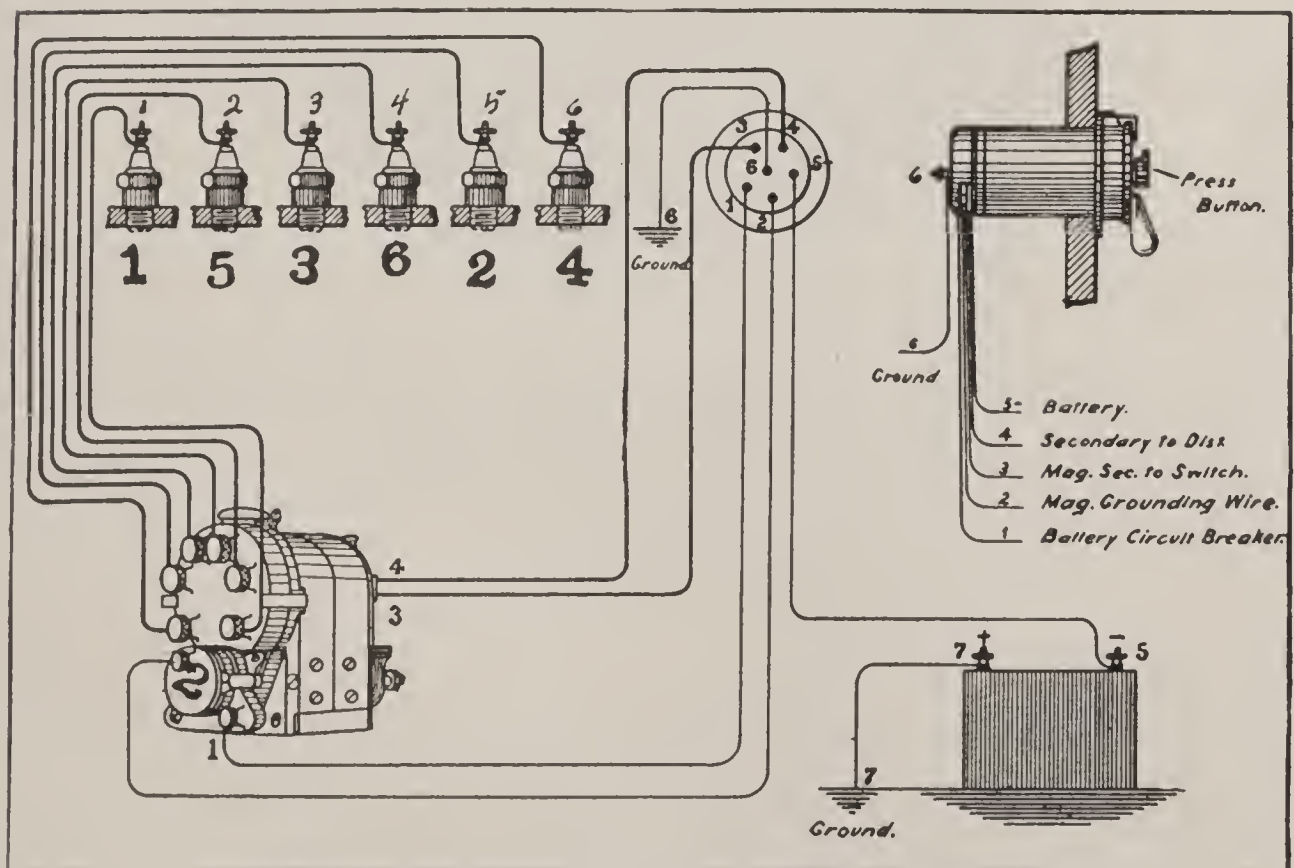 1 2 3 4 5 6
1 5 3 6 2 4
3 4
6 5
1 2
6
Ground
6
Press
Button.
6
Ground
5 Battery.
4 Secondary to Disk
3 Mag. Sec. to Switch.
2 Mag. Grounding Wire.
1 Battery Circuit Breaker.
4
3
2
1
7 + − 5
7
Ground.